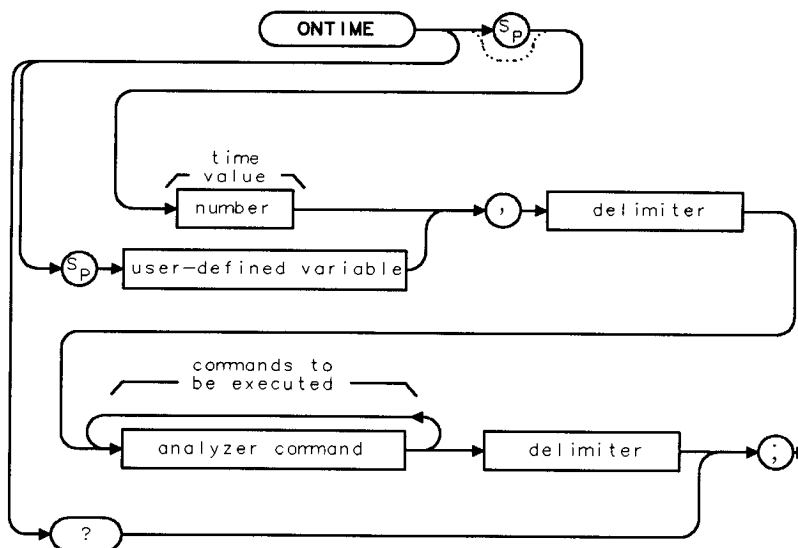 ONTIME
SP
time
value
number
,
delimiter
SP
user-defined variable
commands to
be executed
analyzer command
delimiter
;
?